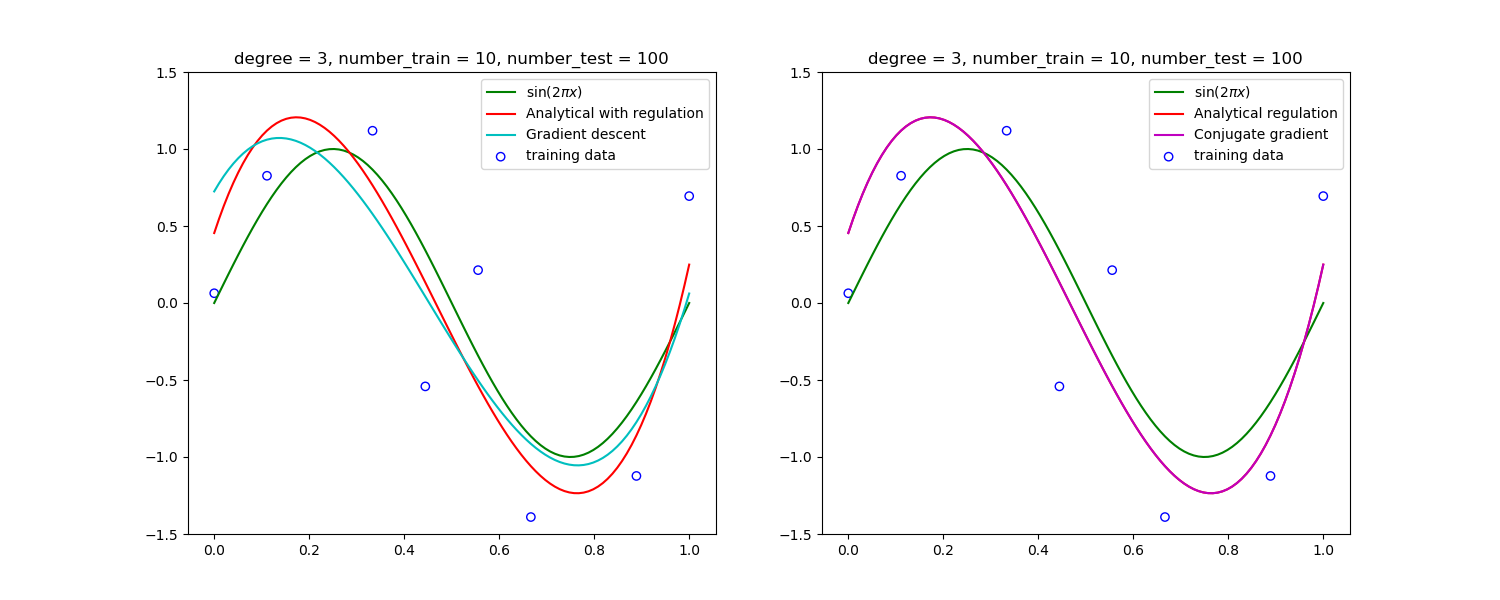 degree = 3, number_train = 10, number_test = 100
sin(2πx)
Analytical with regulation
Gradient descent
training data
1.5
1.0
0.5
0.0
−0.5
−1.0
−1.5
0.0 0.2 0.4 0.6 0.8 1.0
degree = 3, number_train = 10, number_test = 100
sin(2πx)
Analytical regulation
Conjugate gradient
training data
1.5
1.0
0.5
0.0
−0.5
−1.0
−1.5
0.0 0.2 0.4 0.6 0.8 1.0